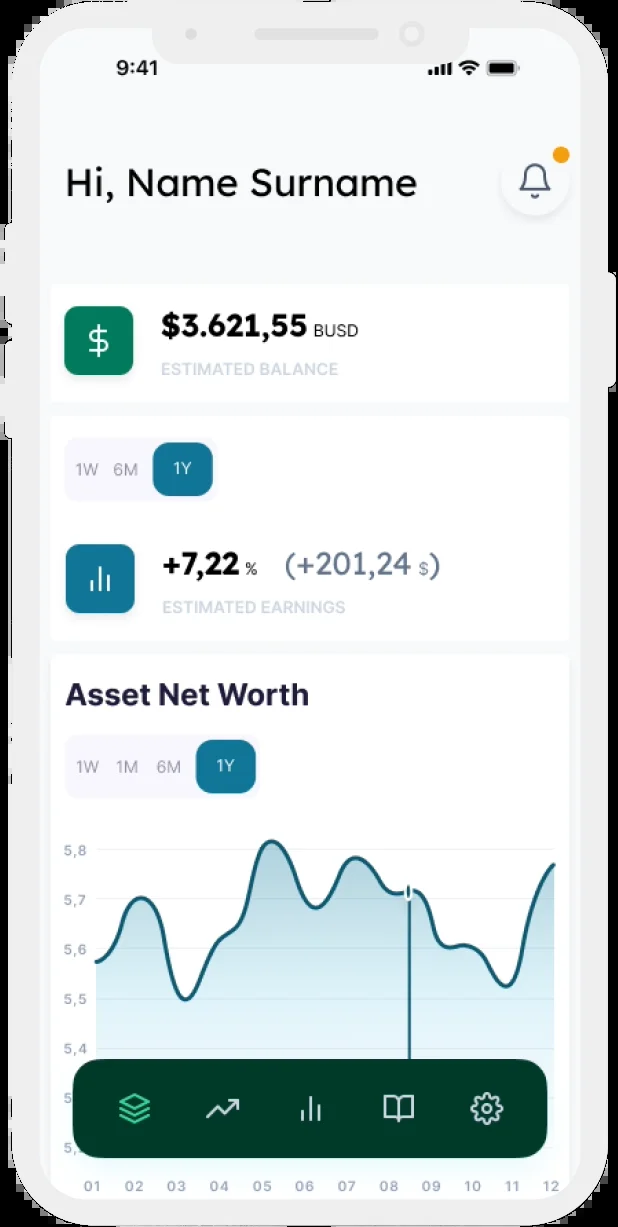 9:41
Hi, Name Surname
$3.621,55 BUSD
ESTIMATED BALANCE
1W 6M 1Y
+7,22 % (+201,24 $)
ESTIMATED EARNINGS
Asset Net Worth
1W 1M 6M 1Y
5,8
5,7
5,6
5,5
5,4
01 02 03 04 05 06 07 08 09 10 11 12